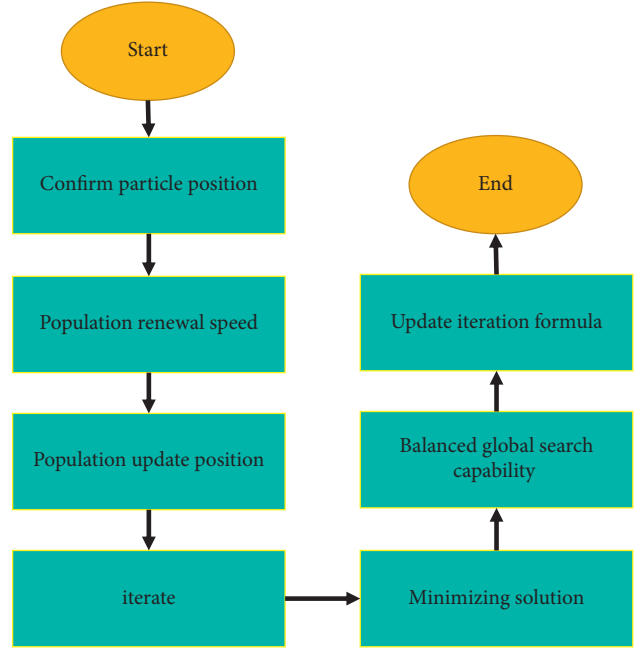 Start
Confirm particle position
Population renewal speed
Population update position
iterate
Minimizing solution
Balanced global search
capability
Update iteration formula
End